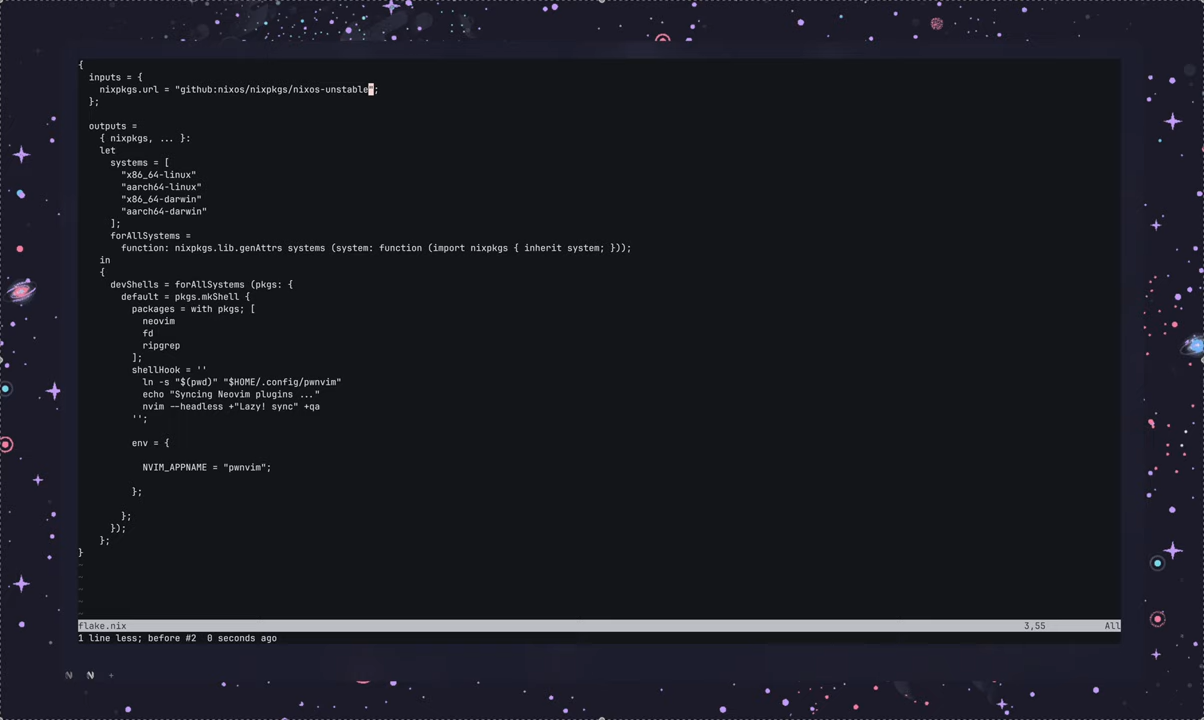 {
  inputs = {
    nixpkgs.url = "github:nixos/nixpkgs/nixos-unstable";
  };
  outputs =
    { nixpkgs, ... }:
    let
      systems = [
        "x86_64-linux"
        "aarch64-linux"
        "x86_64-darwin"
        "aarch64-darwin"
      ];
      forAllSystems =
        function: nixpkgs.lib.genAttrs systems (system: function (import nixpkgs { inherit system; }));
    in
    {
      devShells = forAllSystems (pkgs: {
        default = pkgs.mkShell {
          packages = with pkgs; [
            neovim
            fd
            ripgrep
          ];
          shellHook = ''
            ln -s "$(pwd)" "$HOME/.config/pwnvim"
            echo "Syncing Neovim plugins ..."
            nvim --headless +"Lazy! sync" +qa
          '';
          env = {
            NVIM_APPNAME = "pwnvim";
          };
        };
      });
    };
}
~
~
~
~
~
flake.nix 3,55 All
1 line less; before #2  0 seconds ago
N N +